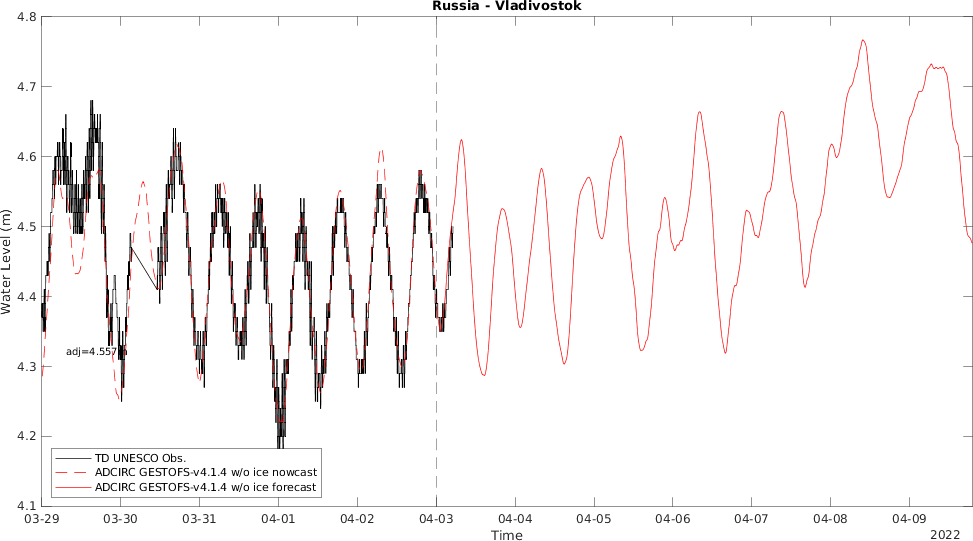 Russia - Vladivostok
4.8
4.7
4.6
4.5
4.4
4.3
4.2
4.1
Water Level (m)
adj=4.557m
TD UNESCO Obs.
ADCIRC GESTOFS-v4.1.4 w/o ice nowcast
ADCIRC GESTOFS-v4.1.4 w/o ice forecast
03-29 03-30 03-31 04-01 04-02 04-03 04-04 04-05 04-06 04-07 04-08 04-09
Time
2022